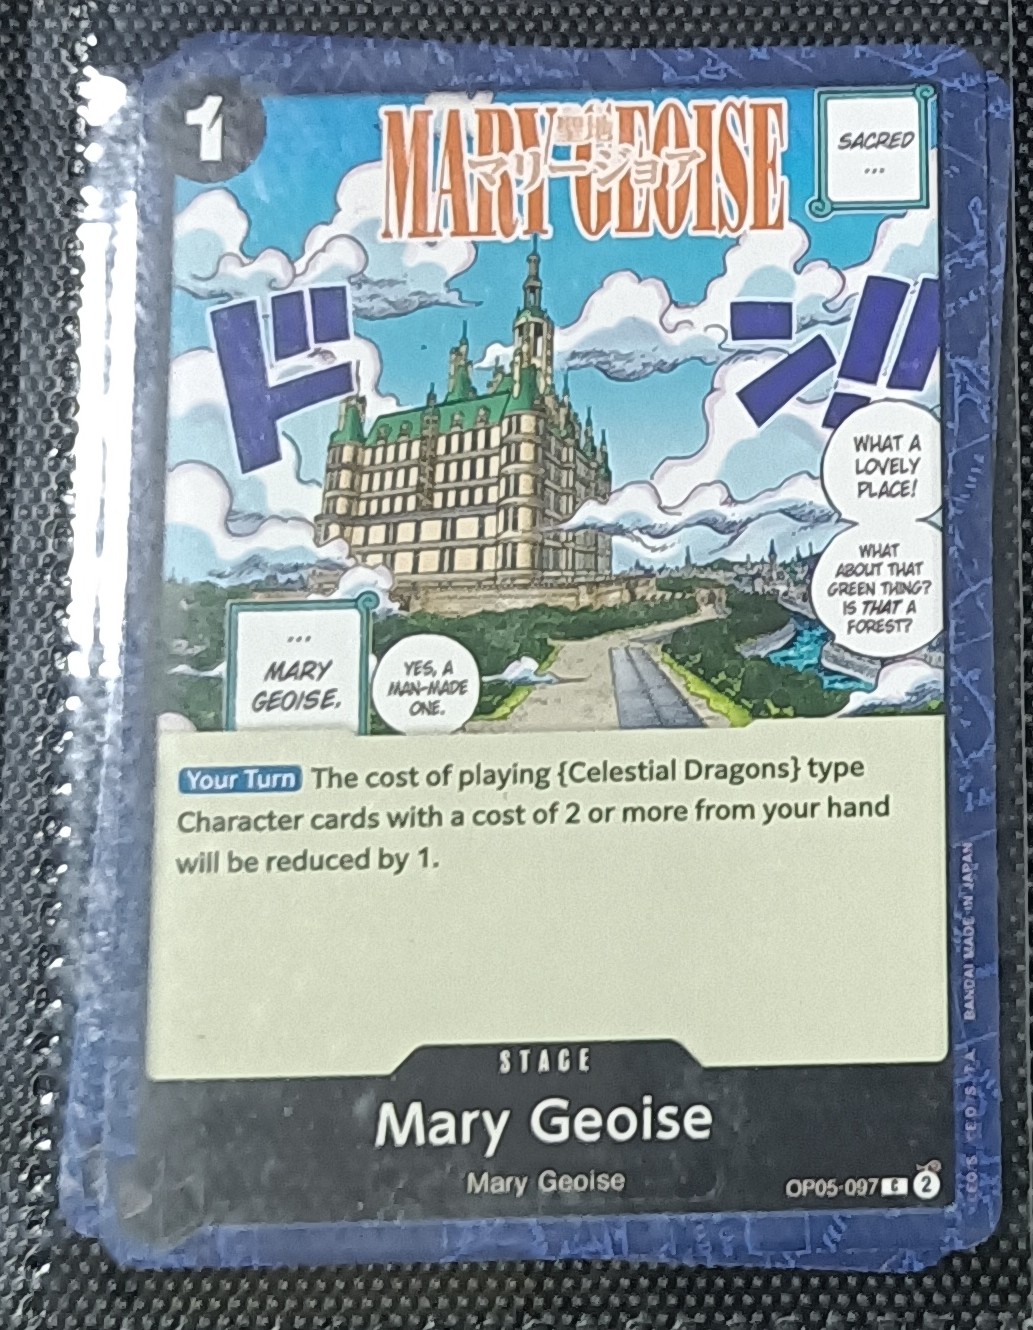 1
MARY GEOISE
聖地
マリージョア
SACRED
...
ドン!!
WHAT A
LOVELY
PLACE!
WHAT
ABOUT THAT
GREEN THING?
IS THAT A
FOREST?
...
MARY
GEOISE.
YES, A
MAN-MADE
ONE.
Your Turn The cost of playing {Celestial Dragons} type
Character cards with a cost of 2 or more from your hand
will be reduced by 1.
STAGE
Mary Geoise
Mary Geoise
OP05-097 C 2
BANDAI MADE IN JAPAN